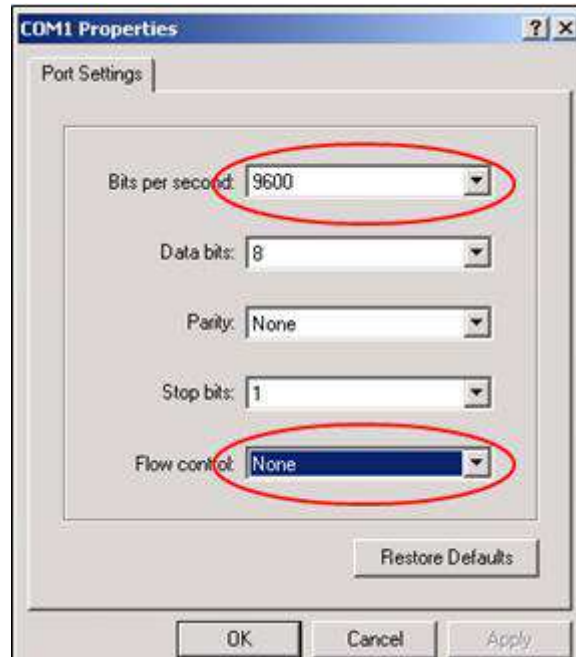 COM1 Properties
Port Settings
Bits per second: 9600
Data bits: 8
Parity: None
Stop bits: 1
Flow control: None
Restore Defaults
OK Cancel Apply